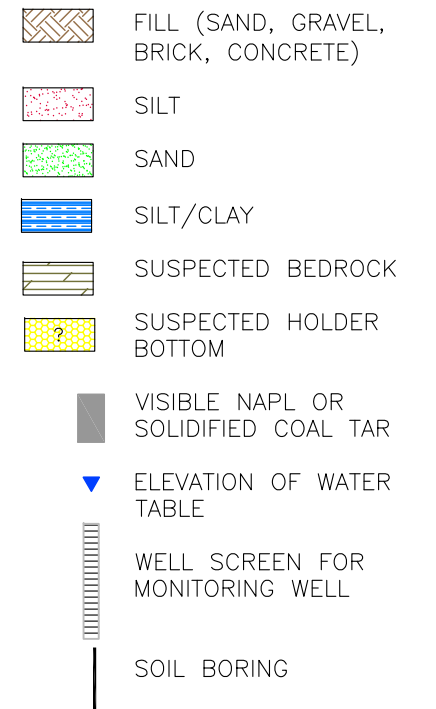 FILL (SAND, GRAVEL,
BRICK, CONCRETE)
SILT
SAND
SILT/CLAY
SUSPECTED BEDROCK
?
SUSPECTED HOLDER
BOTTOM
VISIBLE NAPL OR
SOLIDIFIED COAL TAR
ELEVATION OF WATER
TABLE
WELL SCREEN FOR
MONITORING WELL
SOIL BORING